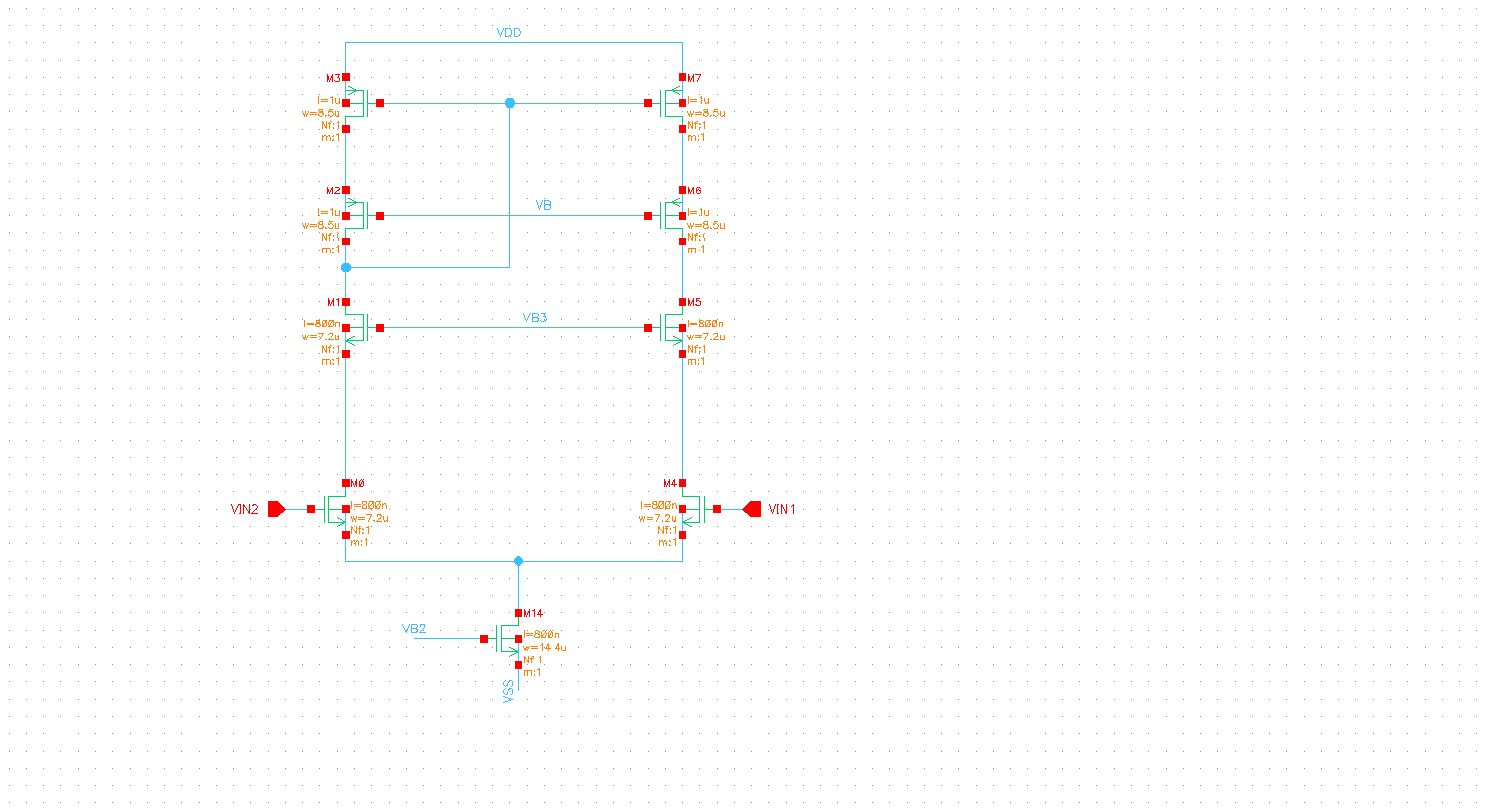 VDD
M3
l=1u
w=8.5u
Nf:1
m:1
M7
l=1u
w=8.5u
Nf:1
m:1
M2
l=1u
w=8.5u
Nf:1
m:1
VB
M6
l=1u
w=8.5u
Nf:1
m:1
M1
l=800n
w=7.2u
Nf:1
m:1
VB3
M5
l=800n
w=7.2u
Nf:1
m:1
VIN2
M0
l=800n
w=7.2u
Nf:1
m:1
M4
l=800n
w=7.2u
Nf:1
m:1
VIN1
VB2
M14
l=800n
w=14.4u
Nf:1
m:1
VSS